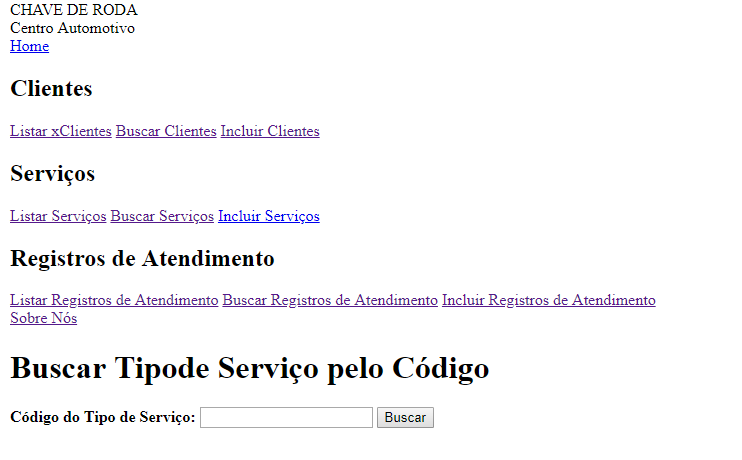 CHAVE DE RODA
Centro Automotivo
Home
Clientes
Listar xClientes Buscar Clientes Incluir Clientes
Serviços
Listar Serviços Buscar Serviços Incluir Serviços
Registros de Atendimento
Listar Registros de Atendimento Buscar Registros de Atendimento Incluir Registros de Atendimento
Sobre Nós
Buscar Tipode Serviço pelo Código
Código do Tipo de Serviço: Buscar